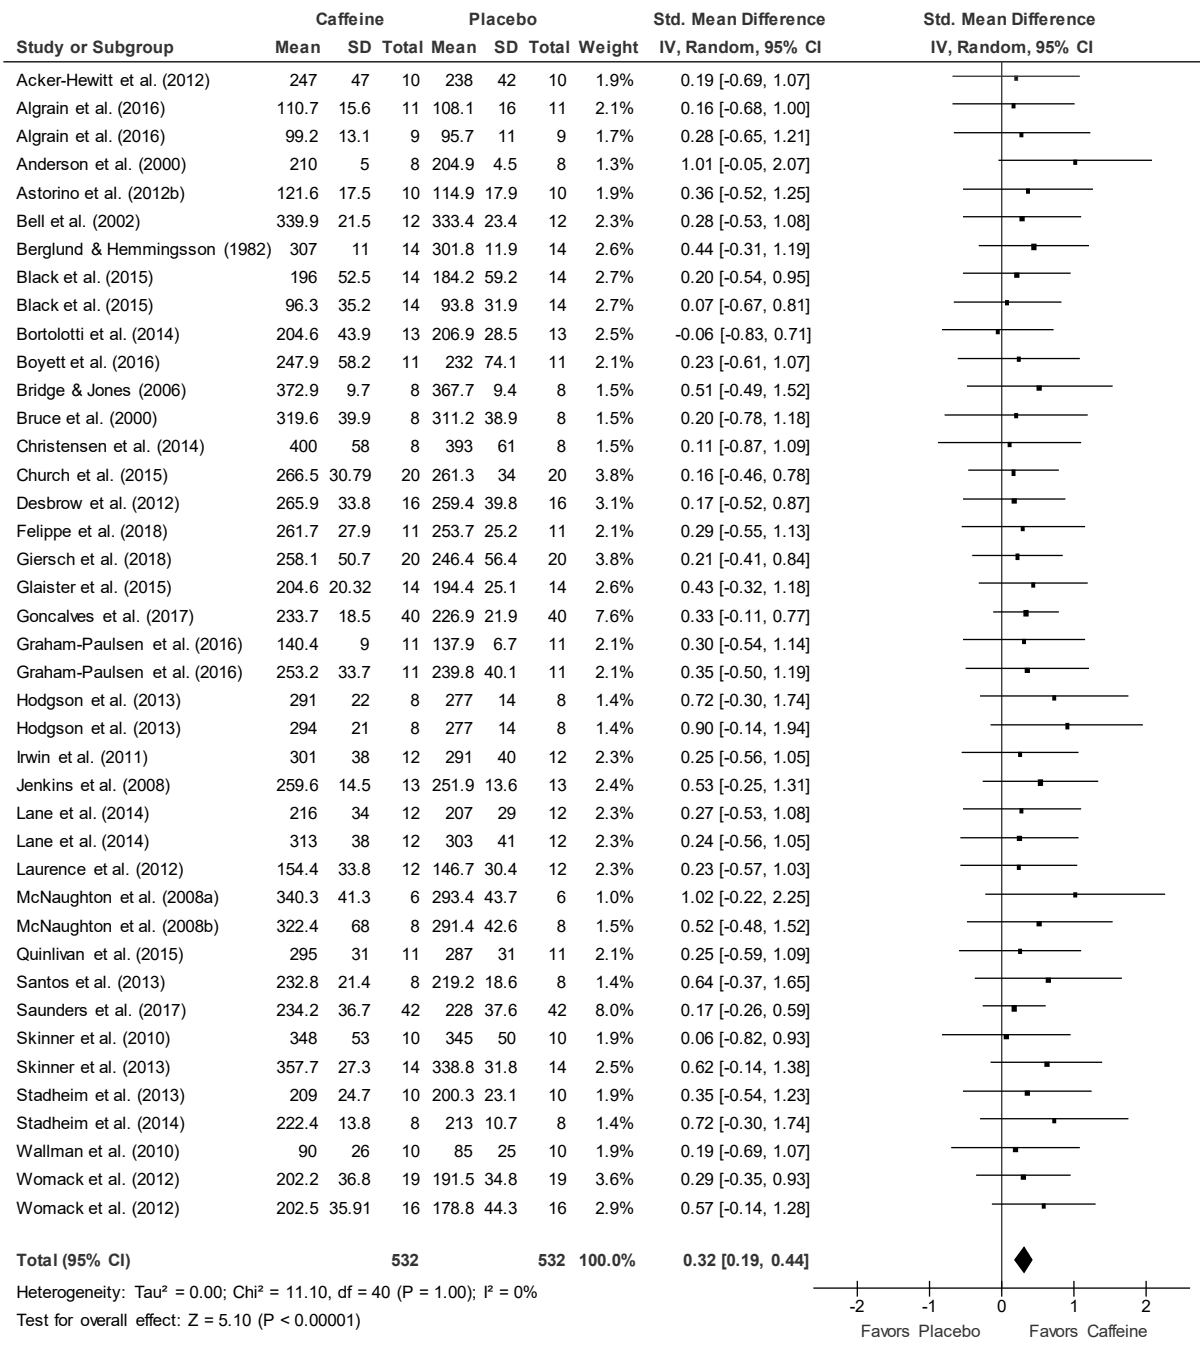 Caffeine Placebo Std. Mean Difference Std. Mean Difference
Study or Subgroup Mean SD Total Mean SD Total Weight IV, Random, 95% CI IV, Random, 95% CI
Acker-Hewitt et al. (2012) 247 47 10 238 42 10 1.9% 0.19 [-0.69, 1.07]
Algrain et al. (2016) 110.7 15.6 11 108.1 16 11 2.1% 0.16 [-0.68, 1.00]
Algrain et al. (2016) 99.2 13.1 9 95.7 11 9 1.7% 0.28 [-0.65, 1.21]
Anderson et al. (2000) 210 5 8 204.9 4.5 8 1.3% 1.01 [-0.05, 2.07]
Astorino et al. (2012b) 121.6 17.5 10 114.9 17.9 10 1.9% 0.36 [-0.52, 1.25]
Bell et al. (2002) 339.9 21.5 12 333.4 23.4 12 2.3% 0.28 [-0.53, 1.08]
Berglund & Hemmingsson (1982) 307 11 14 301.8 11.9 14 2.6% 0.44 [-0.31, 1.19]
Black et al. (2015) 196 52.5 14 184.2 59.2 14 2.7% 0.20 [-0.54, 0.95]
Black et al. (2015) 96.3 35.2 14 93.8 31.9 14 2.7% 0.07 [-0.67, 0.81]
Bortolotti et al. (2014) 204.6 43.9 13 206.9 28.5 13 2.5% -0.06 [-0.83, 0.71]
Boyett et al. (2016) 247.9 58.2 11 232 74.1 11 2.1% 0.23 [-0.61, 1.07]
Bridge & Jones (2006) 372.9 9.7 8 367.7 9.4 8 1.5% 0.51 [-0.49, 1.52]
Bruce et al. (2000) 319.6 39.9 8 311.2 38.9 8 1.5% 0.20 [-0.78, 1.18]
Christensen et al. (2014) 400 58 8 393 61 8 1.5% 0.11 [-0.87, 1.09]
Church et al. (2015) 266.5 30.79 20 261.3 34 20 3.8% 0.16 [-0.46, 0.78]
Desbrow et al. (2012) 265.9 33.8 16 259.4 39.8 16 3.1% 0.17 [-0.52, 0.87]
Felippe et al. (2018) 261.7 27.9 11 253.7 25.2 11 2.1% 0.29 [-0.55, 1.13]
Giersch et al. (2018) 258.1 50.7 20 246.4 56.4 20 3.8% 0.21 [-0.41, 0.84]
Glaister et al. (2015) 204.6 20.32 14 194.4 25.1 14 2.6% 0.43 [-0.32, 1.18]
Goncalves et al. (2017) 233.7 18.5 40 226.9 21.9 40 7.6% 0.33 [-0.11, 0.77]
Graham-Paulsen et al. (2016) 140.4 9 11 137.9 6.7 11 2.1% 0.30 [-0.54, 1.14]
Graham-Paulsen et al. (2016) 253.2 33.7 11 239.8 40.1 11 2.1% 0.35 [-0.50, 1.19]
Hodgson et al. (2013) 291 22 8 277 14 8 1.4% 0.72 [-0.30, 1.74]
Hodgson et al. (2013) 294 21 8 277 14 8 1.4% 0.90 [-0.14, 1.94]
Irwin et al. (2011) 301 38 12 291 40 12 2.3% 0.25 [-0.56, 1.05]
Jenkins et al. (2008) 259.6 14.5 13 251.9 13.6 13 2.4% 0.53 [-0.25, 1.31]
Lane et al. (2014) 216 34 12 207 29 12 2.3% 0.27 [-0.53, 1.08]
Lane et al. (2014) 313 38 12 303 41 12 2.3% 0.24 [-0.56, 1.05]
Laurence et al. (2012) 154.4 33.8 12 146.7 30.4 12 2.3% 0.23 [-0.57, 1.03]
McNaughton et al. (2008a) 340.3 41.3 6 293.4 43.7 6 1.0% 1.02 [-0.22, 2.25]
McNaughton et al. (2008b) 322.4 68 8 291.4 42.6 8 1.5% 0.52 [-0.48, 1.52]
Quinlivan et al. (2015) 295 31 11 287 31 11 2.1% 0.25 [-0.59, 1.09]
Santos et al. (2013) 232.8 21.4 8 219.2 18.6 8 1.4% 0.64 [-0.37, 1.65]
Saunders et al. (2017) 234.2 36.7 42 228 37.6 42 8.0% 0.17 [-0.26, 0.59]
Skinner et al. (2010) 348 53 10 345 50 10 1.9% 0.06 [-0.82, 0.93]
Skinner et al. (2013) 357.7 27.3 14 338.8 31.8 14 2.5% 0.62 [-0.14, 1.38]
Stadheim et al. (2013) 209 24.7 10 200.3 23.1 10 1.9% 0.35 [-0.54, 1.23]
Stadheim et al. (2014) 222.4 13.8 8 213 10.7 8 1.4% 0.72 [-0.30, 1.74]
Wallman et al. (2010) 90 26 10 85 25 10 1.9% 0.19 [-0.69, 1.07]
Womack et al. (2012) 202.2 36.8 19 191.5 34.8 19 3.6% 0.29 [-0.35, 0.93]
Womack et al. (2012) 202.5 35.91 16 178.8 44.3 16 2.9% 0.57 [-0.14, 1.28]
Total (95% CI) 532 532 100.0% 0.32 [0.19, 0.44]
Heterogeneity: Tau² = 0.00; Chi² = 11.10, df = 40 (P = 1.00); I² = 0%
Test for overall effect: Z = 5.10 (P < 0.00001)
-2 -1 0 1 2
Favors Placebo Favors Caffeine